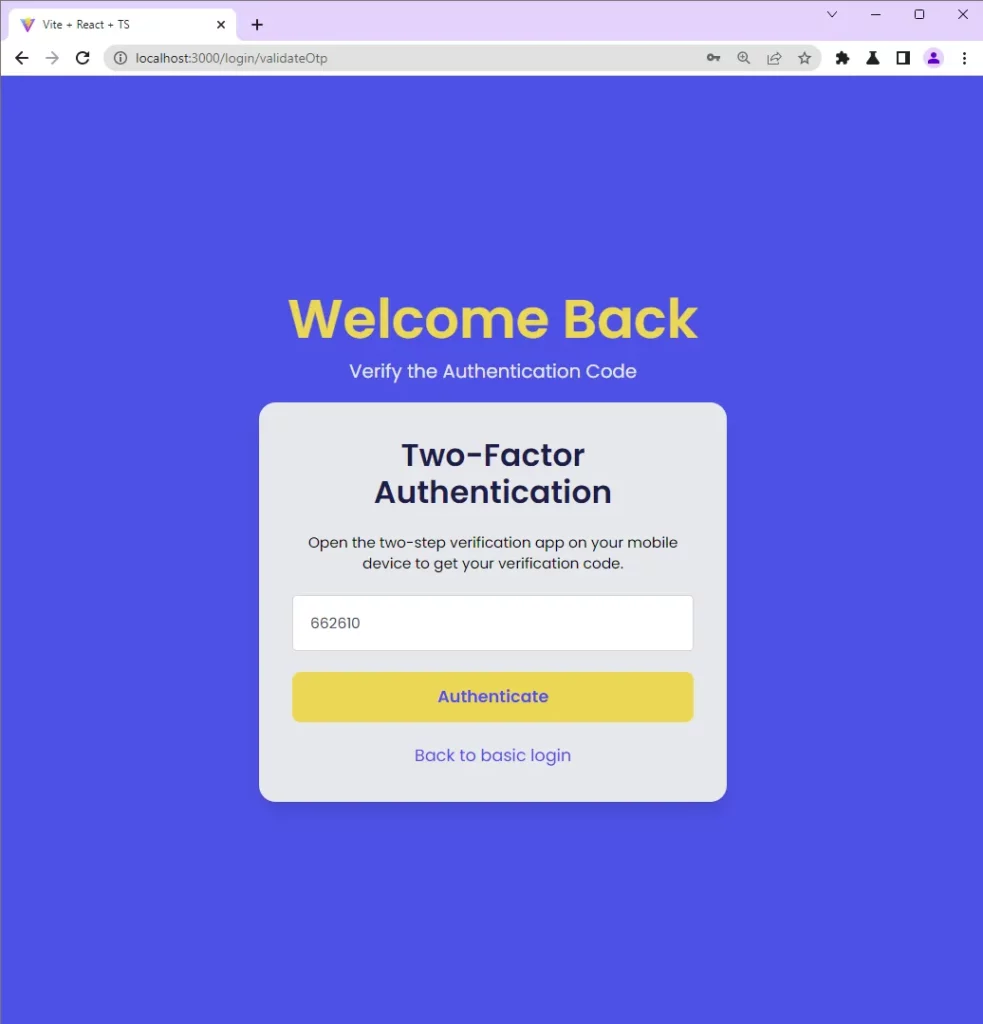 Vite + React + TS
localhost:3000/login/validateOtp
Welcome Back
Verify the Authentication Code
Two-Factor
Authentication
Open the two-step verification app on your mobile
device to get your verification code.
662610
Authenticate
Back to basic login